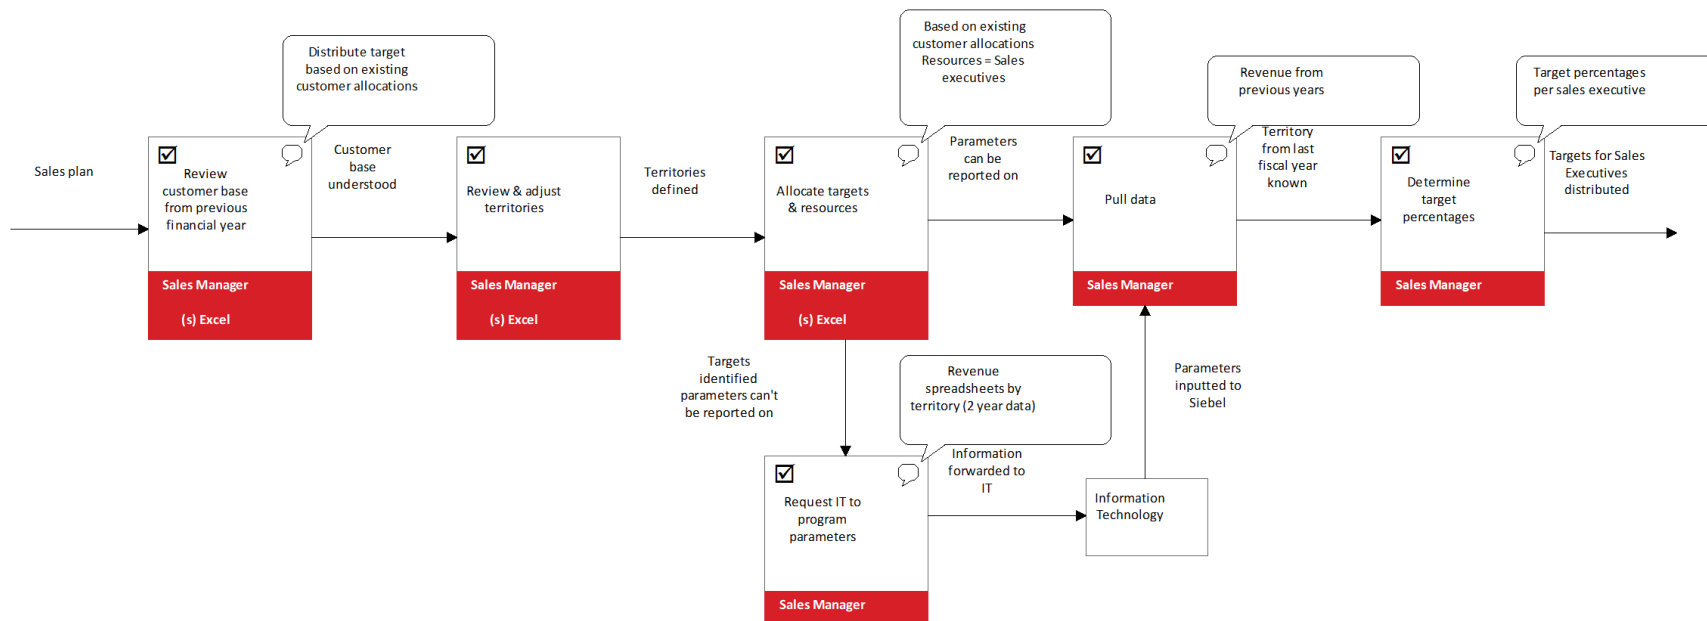 Distribute target
based on existing
customer allocations
Based on existing
customer allocations
Resources = Sales
executives
Revenue from
previous years
Target percentages
per sales executive
Sales plan
Review
customer base
from previous
financial year
Sales Manager
(s) Excel
Customer
base
understood
Review & adjust
territories
Sales Manager
(s) Excel
Territories
defined
Allocate targets
& resources
Sales Manager
(s) Excel
Parameters
can be
reported on
Pull data
Sales Manager
Territory
from last
fiscal year
known
Determine
target
percentages
Sales Manager
Targets for Sales
Executives
distributed
Targets
identified
parameters can't
be reported on
Revenue
spreadsheets by
territory (2 year data)
Parameters
inputted to
Siebel
Request IT to
program
parameters
Sales Manager
Information
forwarded to
IT
Information
Technology